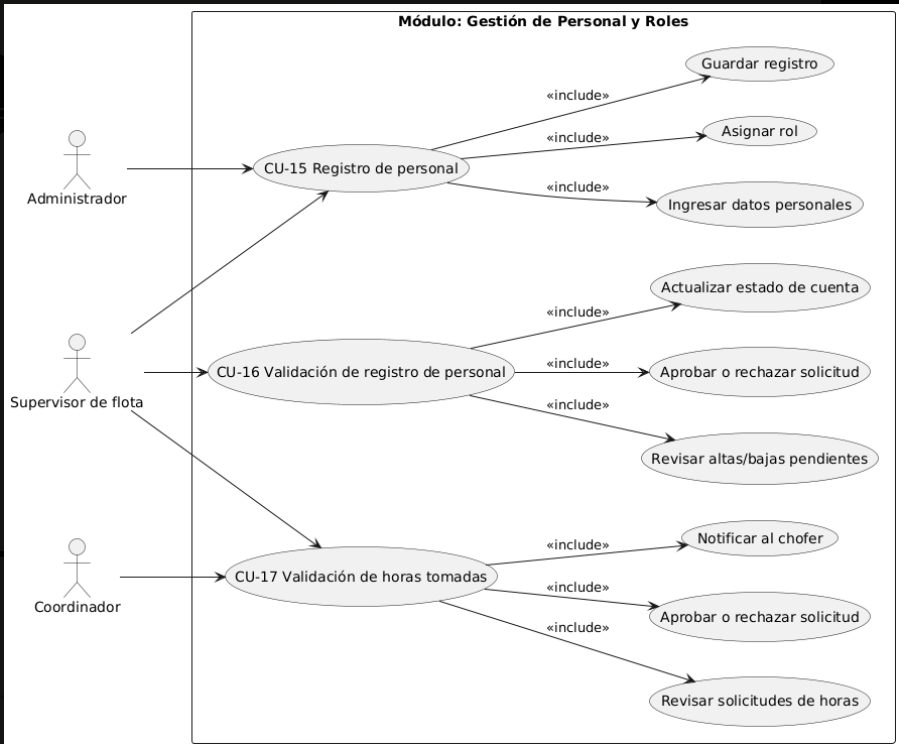 Módulo: Gestión de Personal y Roles
Guardar registro
«include»
Asignar rol
«include»
Administrador
CU-15 Registro de personal
«include»
Ingresar datos personales
Actualizar estado de cuenta
«include»
Supervisor de flota
CU-16 Validación de registro de personal
«include»
Aprobar o rechazar solicitud
«include»
Revisar altas/bajas pendientes
Notificar al chofer
«include»
Coordinador
CU-17 Validación de horas tomadas
«include»
Aprobar o rechazar solicitud
«include»
Revisar solicitudes de horas